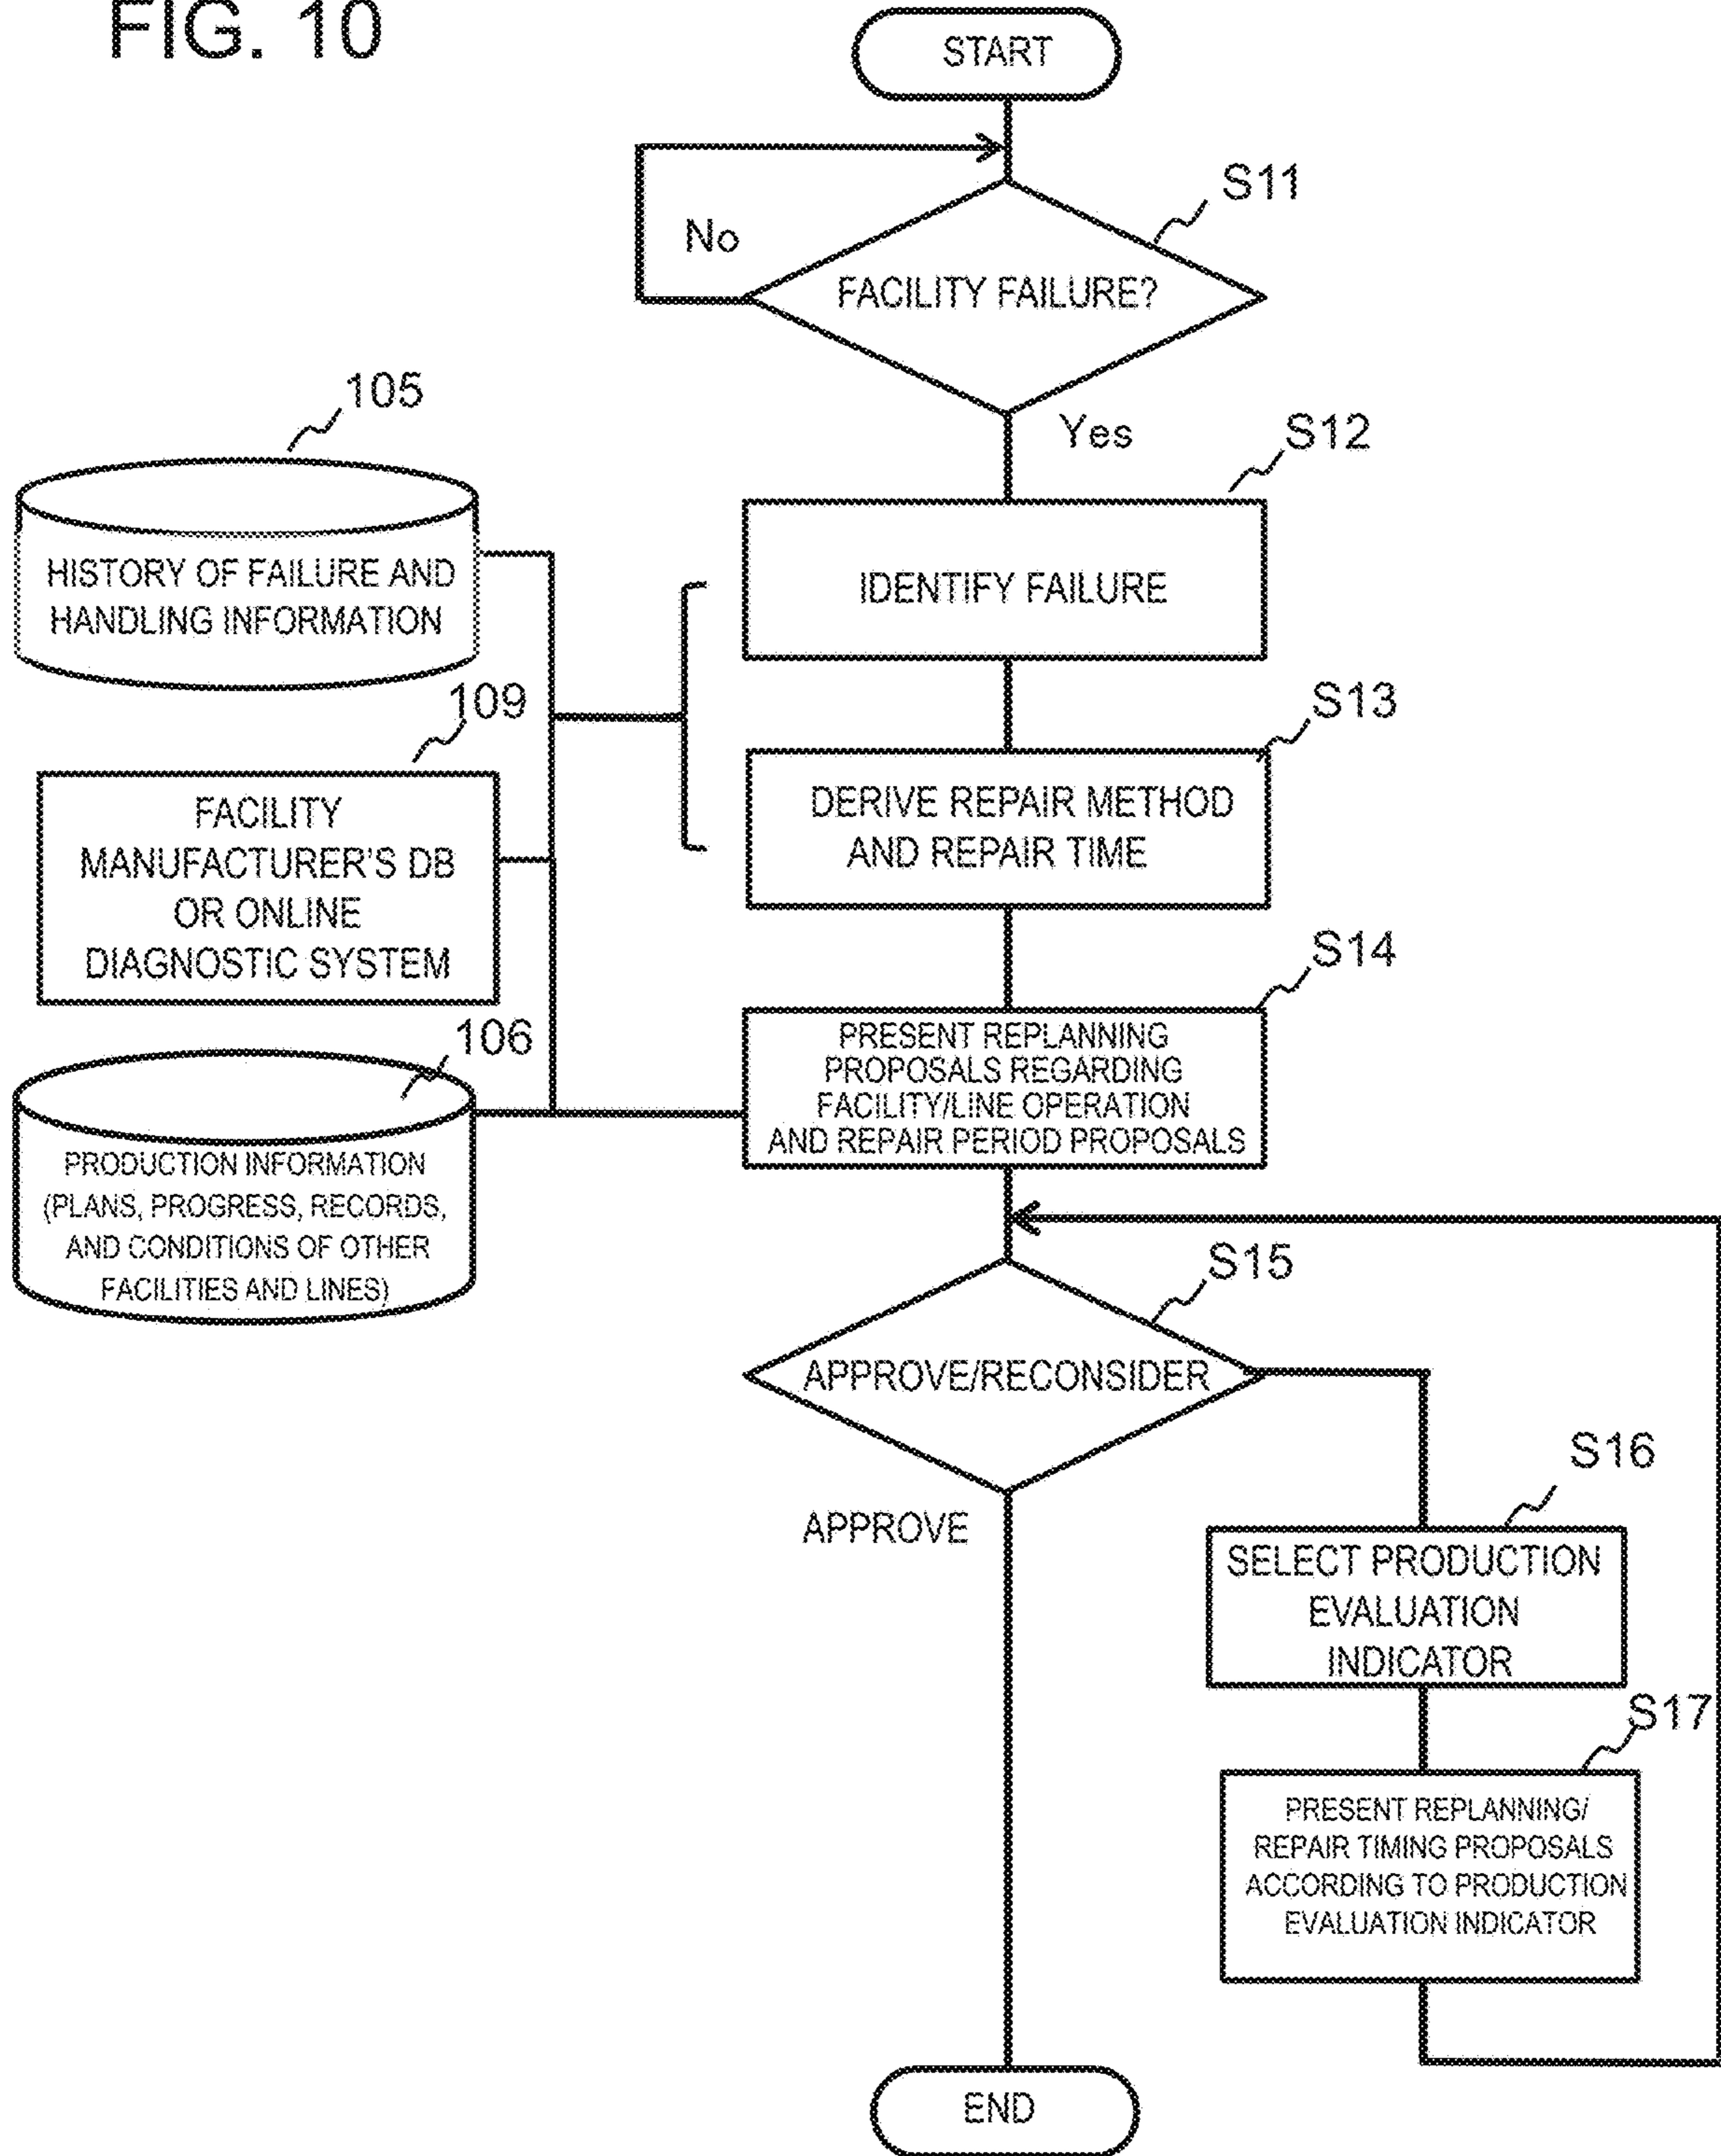 FIG. 10
START
S11
No
FACILITY FAILURE?
Yes
105
S12
HISTORY OF FAILURE AND
HANDLING INFORMATION
IDENTIFY FAILURE
109
S13
FACILITY
MANUFACTURER'S DB
OR ONLINE
DIAGNOSTIC SYSTEM
DERIVE REPAIR METHOD
AND REPAIR TIME
S14
106
PRESENT REPLANNING
PROPOSALS REGARDING
FACILITY/LINE OPERATION
AND REPAIR PERIOD PROPOSALS
PRODUCTION INFORMATION
(PLANS, PROGRESS, RECORDS,
AND CONDITIONS OF OTHER
FACILITIES AND LINES)
S15
APPROVE/RECONSIDER
APPROVE
S16
SELECT PRODUCTION
EVALUATION
INDICATOR
S17
PRESENT REPLANNING/
REPAIR TIMING PROPOSALS
ACCORDING TO PRODUCTION
EVALUATION INDICATOR
END